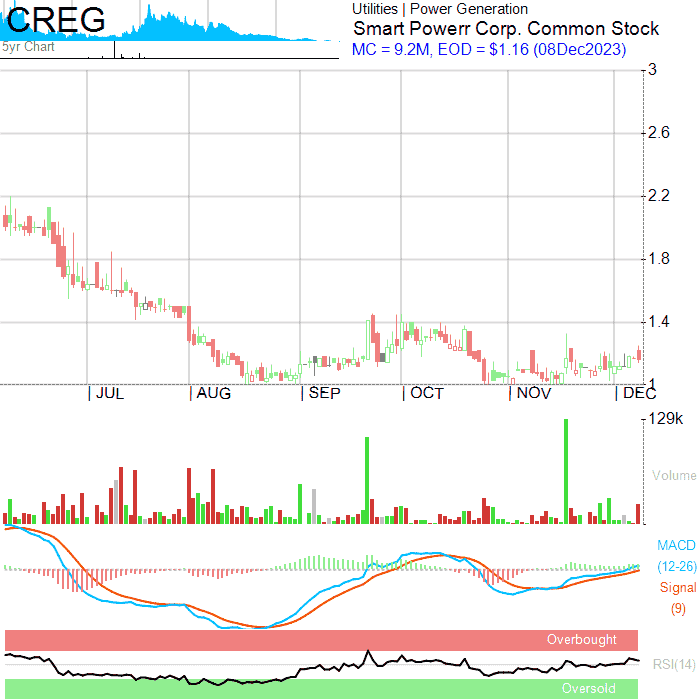 CREG
5yr Chart
Utilities | Power Generation
Smart Powerr Corp. Common Stock
MC = 9.2M, EOD = $1.16 (08Dec2023)
3
2.6
2.2
1.8
1.4
1
JUL AUG SEP OCT NOV DEC
129k
Volume
MACD
(12-26)
Signal
(9)
Overbought
RSI(14)
Oversold